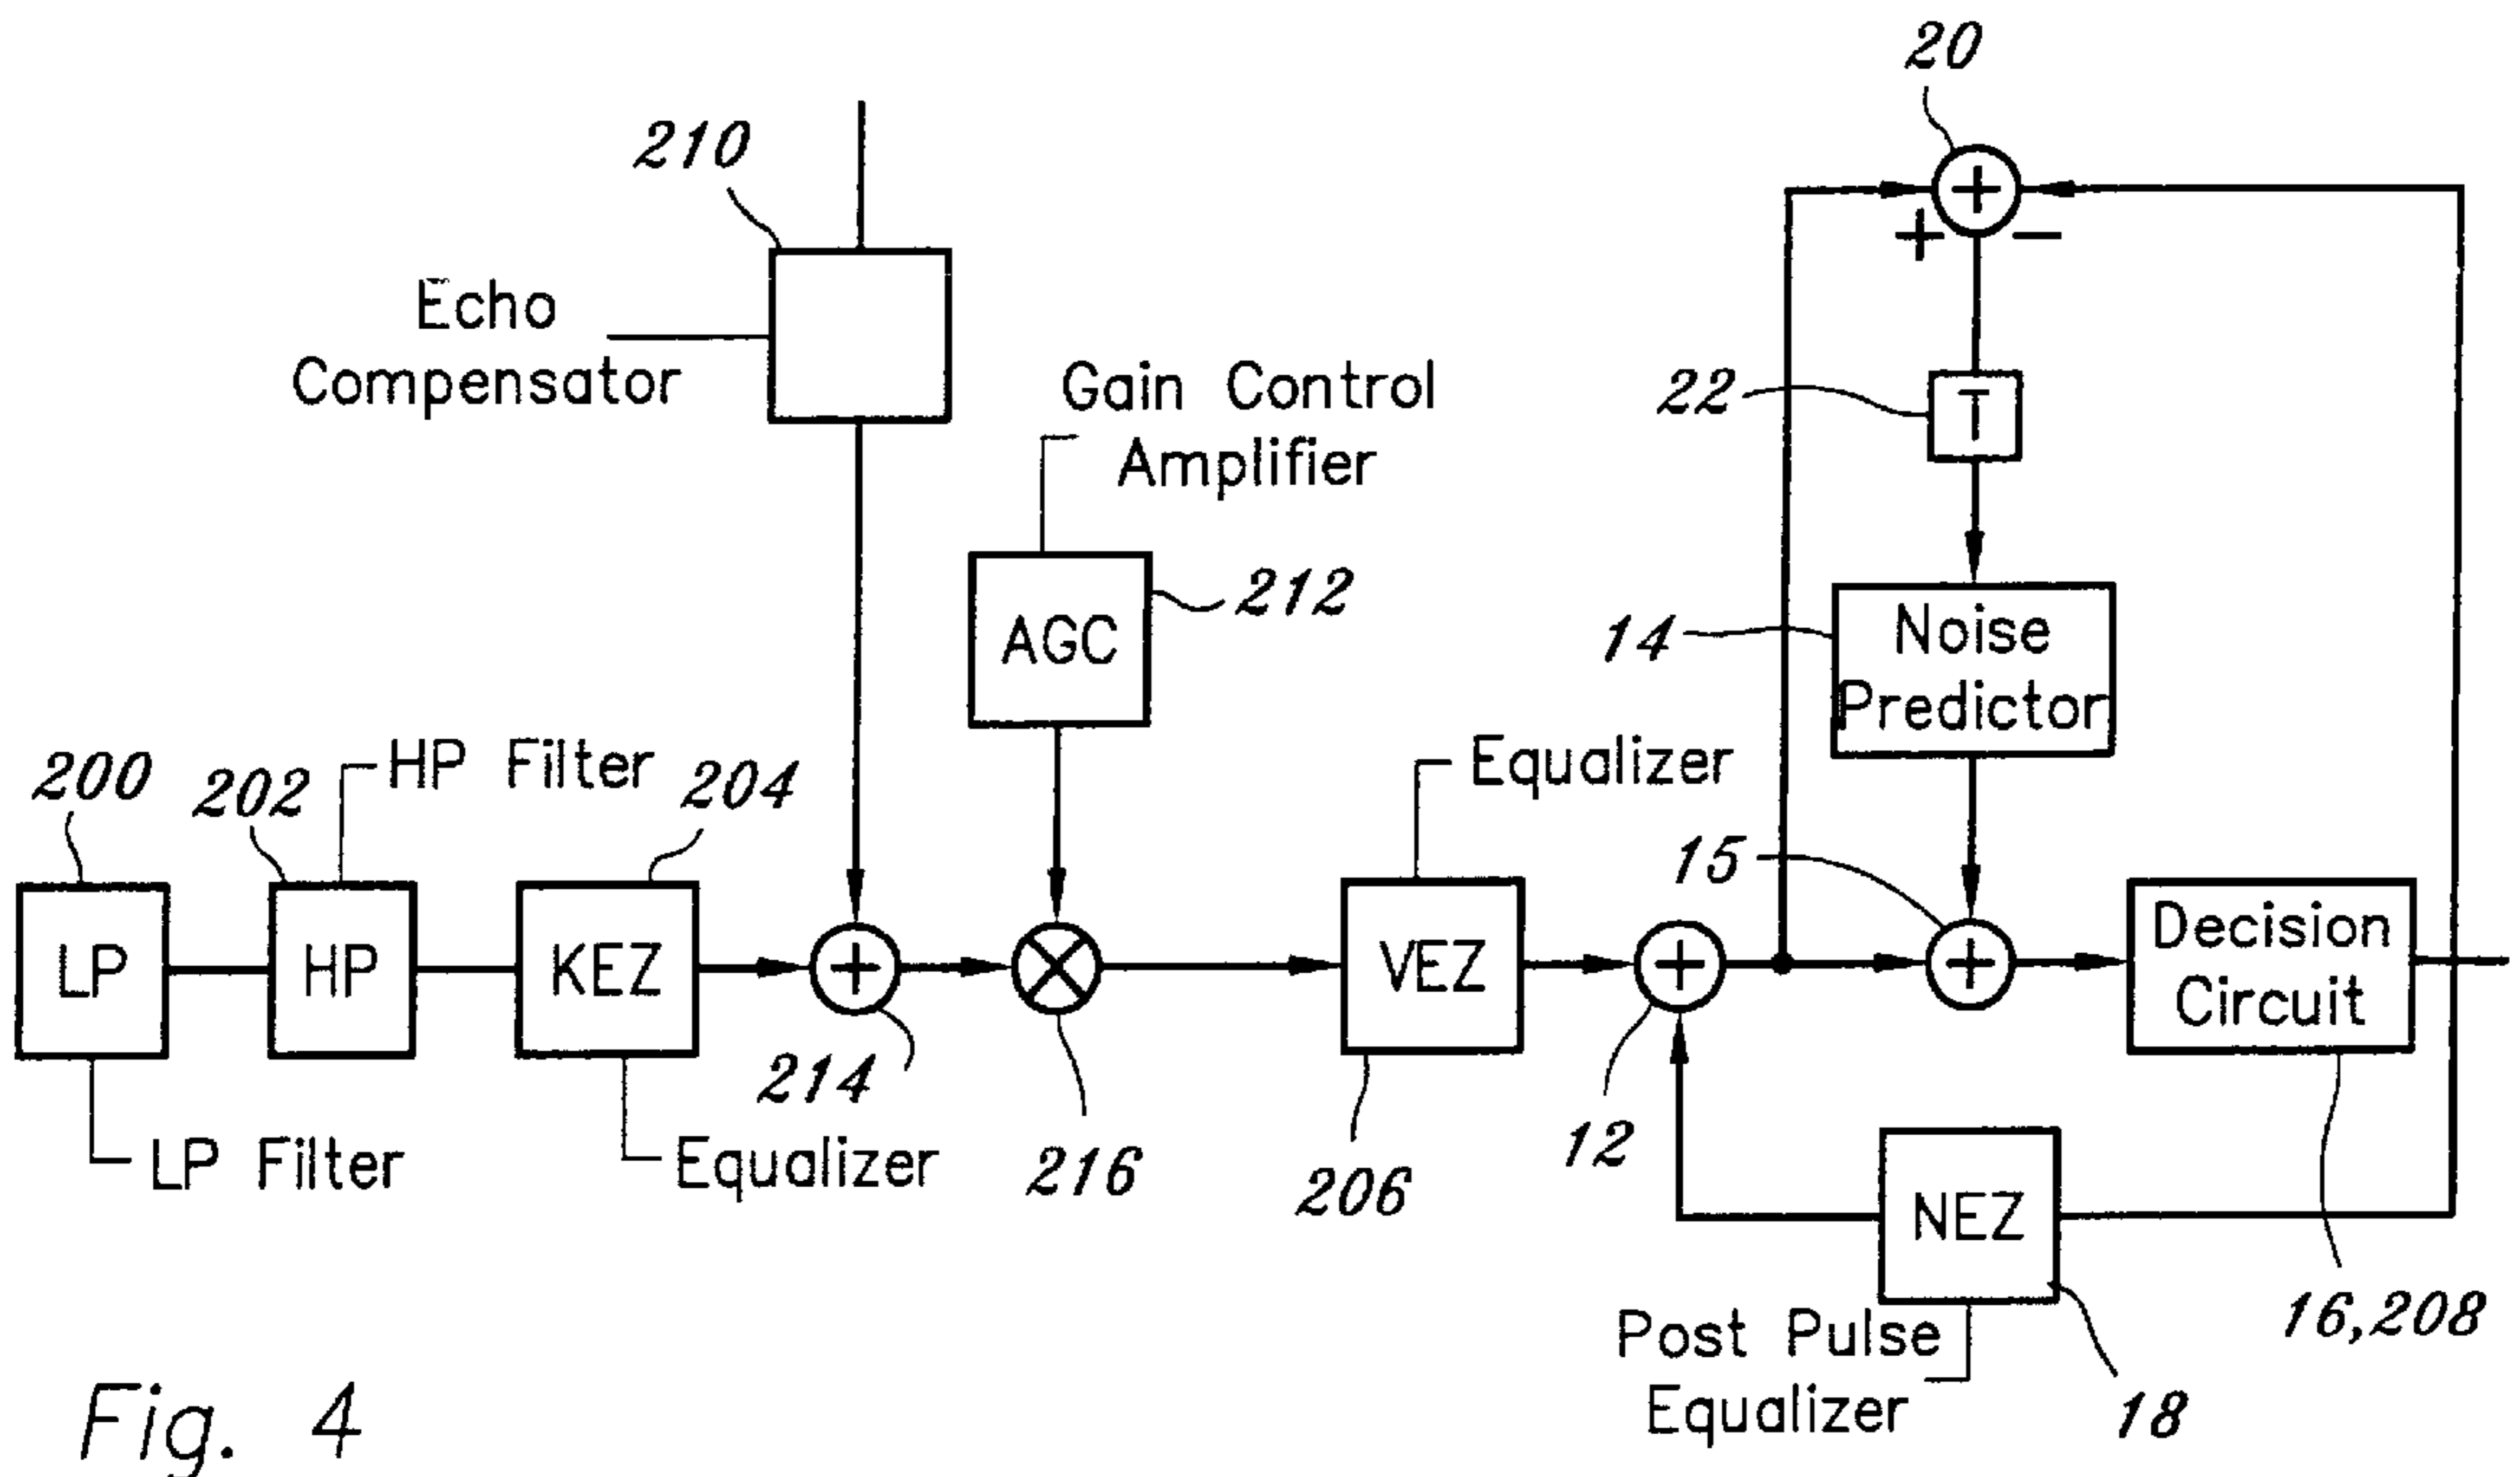 20
210
+
+ −
Echo
Compensator
Gain Control
Amplifier
22
T
AGC
212
14
Noise
Predictor
200
202
HP Filter
204
Equalizer
15
LP
HP
KEZ
+
VEZ
+
+
Decision
Circuit
214
216
206
12
LP Filter
Equalizer
NEZ
16,208
Post Pulse
Equalizer
18
Fig. 4